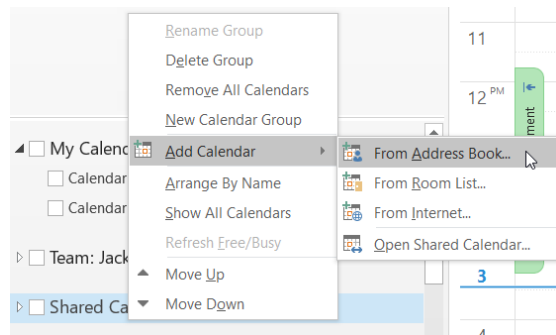 Rename Group
Delete Group
Remove All Calendars
New Calendar Group
Add Calendar
Arrange By Name
Show All Calendars
Refresh Free/Busy
Move Up
Move Down
From Address Book...
From Room List...
From Internet...
Open Shared Calendar...
My Calend
Calendar
Calendar
Team: Jack
Shared Ca
11
12 PM
ment
3
4